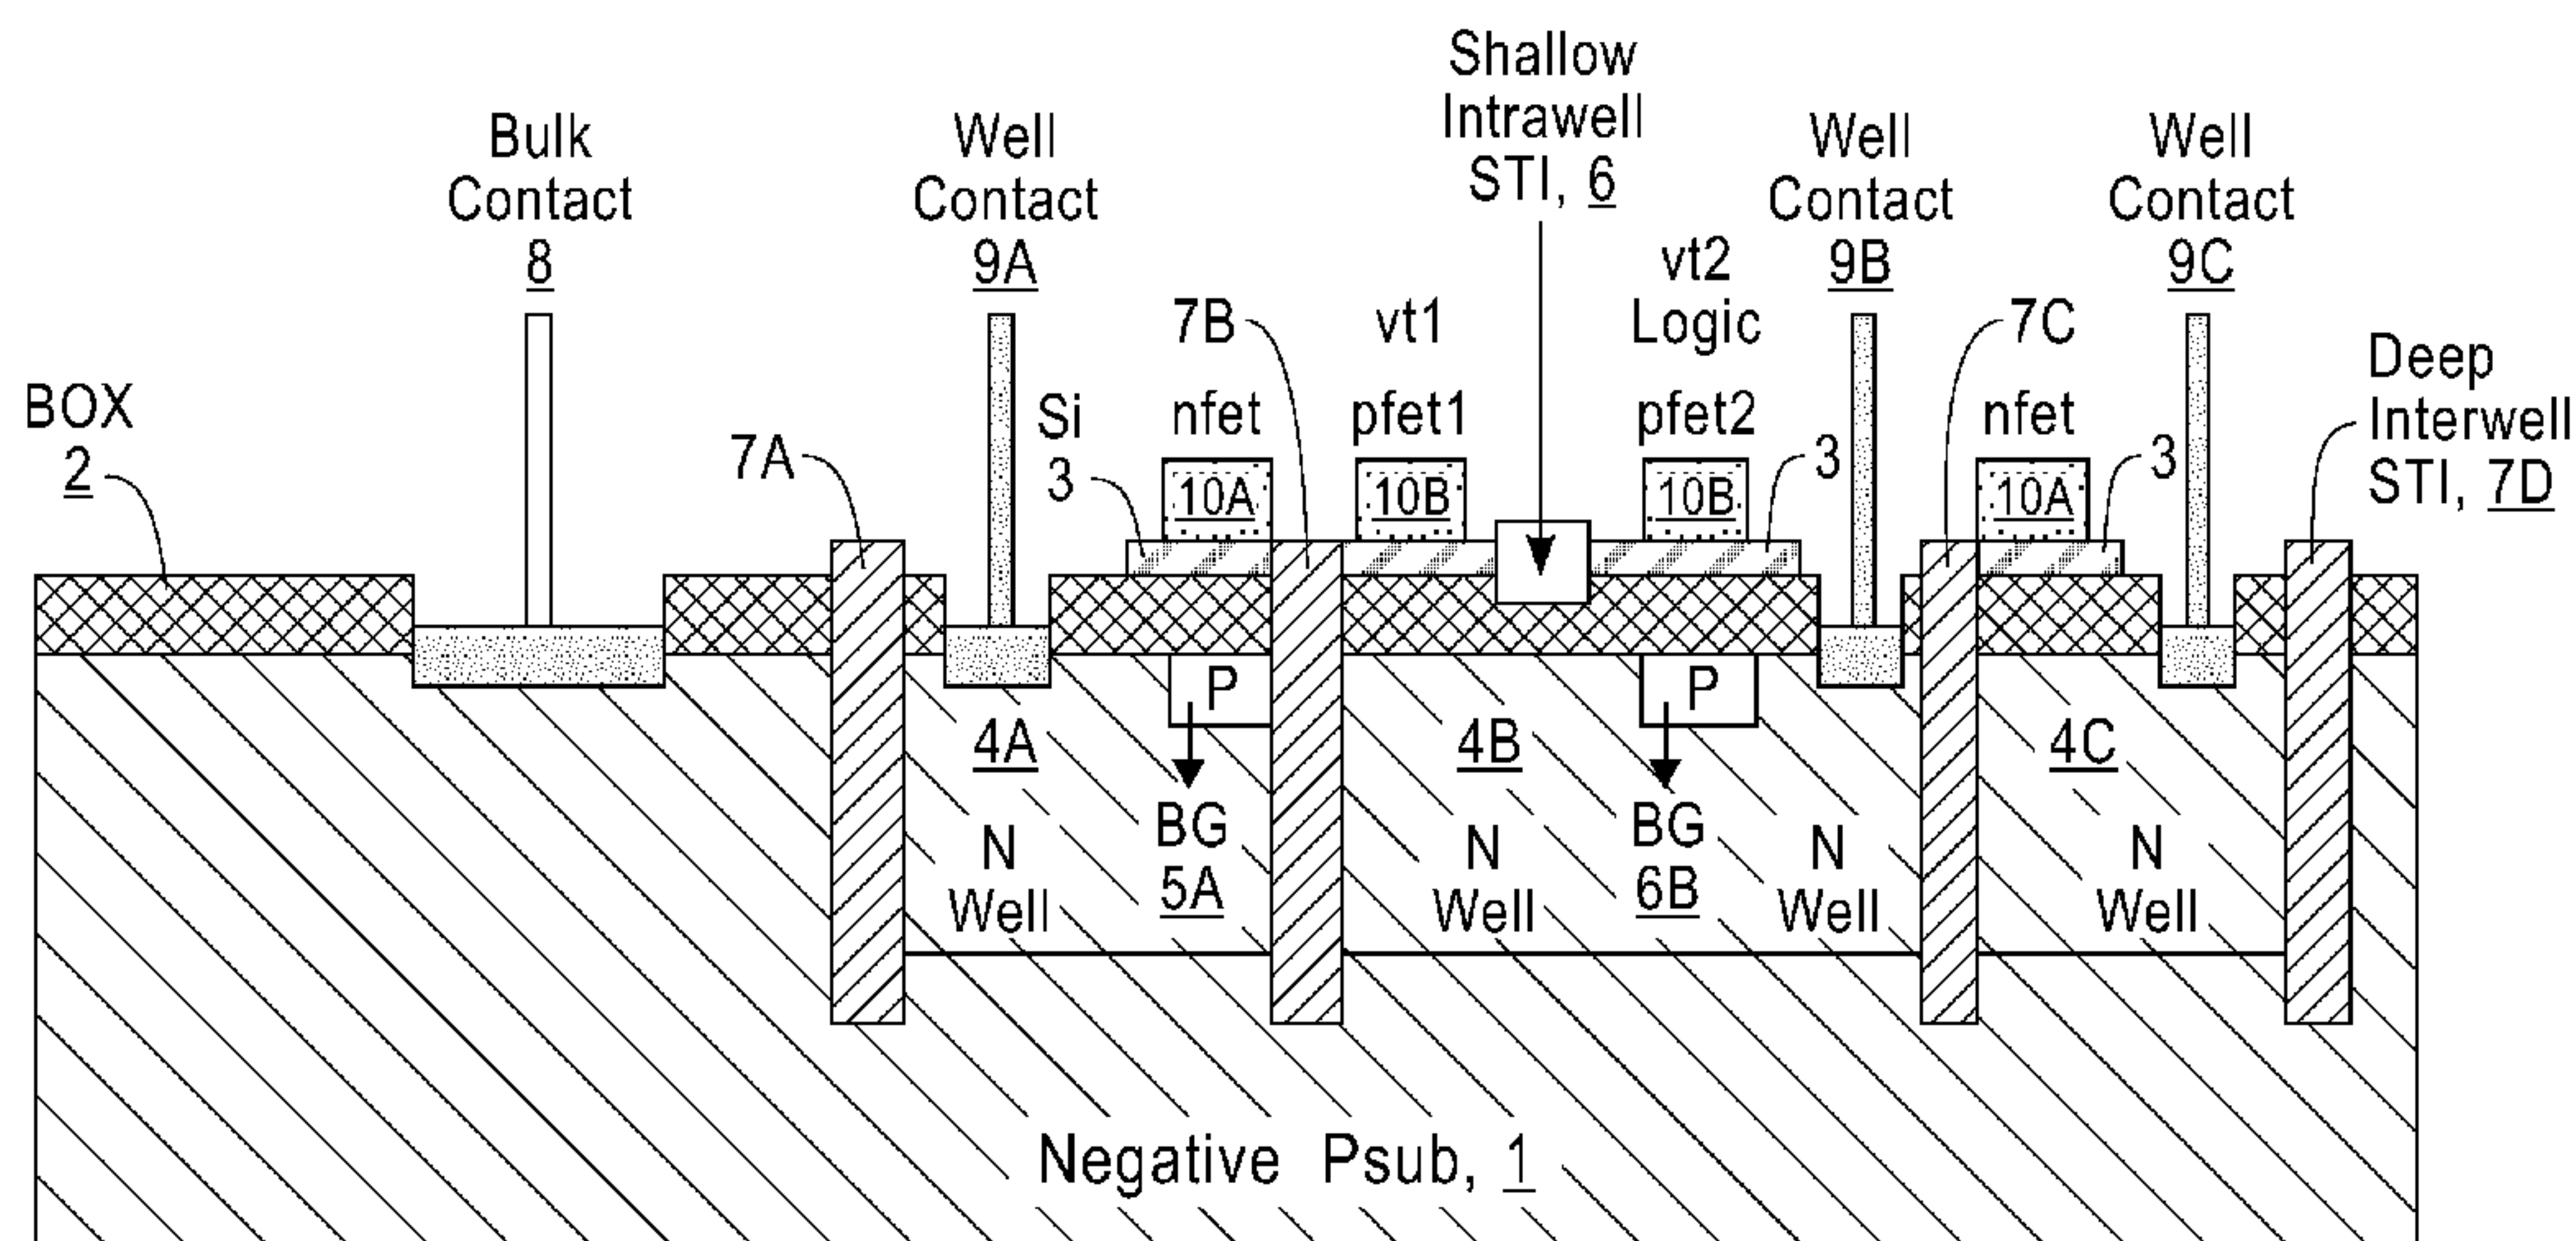 Bulk
Contact
8
Well
Contact
9A
Shallow
Intrawell
STI, 6
Well
Contact
9B
Well
Contact
9C
BOX
2
7A
Si
3
7B
nfet
10A
vt1
pfet1
10B
vt2
Logic
pfet2
10B
3
7C
nfet
10A
3
Deep
Interwell
STI, 7D
P
P
4A
4B
4C
BG
5A
BG
6B
N
Well
N
Well
N
Well
N
Well
Negative Psub, 1